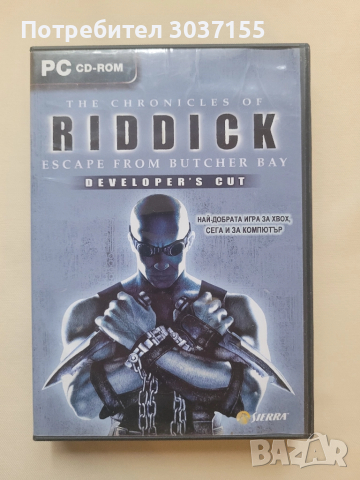 Потребител 3037155
PC CD-ROM
THE CHRONICLES OF
RIDDICK
ESCAPE FROM BUTCHER BAY
DEVELOPER'S CUT
НАЙ-ДОБРАТА ИГРА ЗА XBOX,
СЕГА И ЗА КОМПЮТЪР
SIERRA
BAZAR